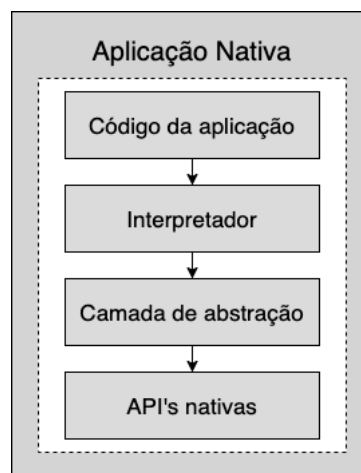 Aplicação Nativa
Código da aplicação
Interpretador
Camada de abstração
API's nativas